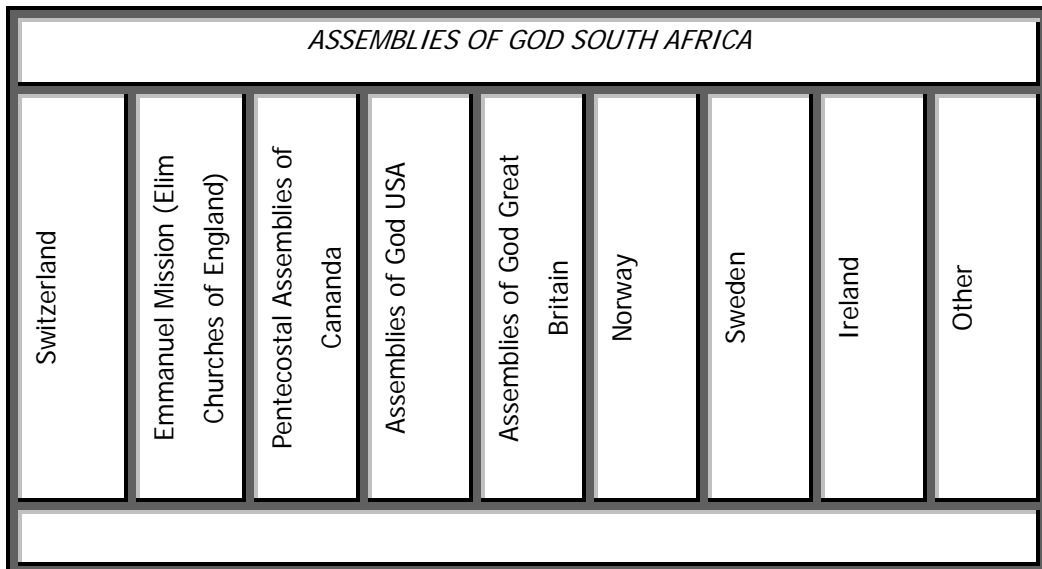 ASSEMBLIES OF GOD SOUTH AFRICA
Switzerland
Emmanuel Mission (Elim
Churches of England)
Pentecostal Assemblies of
Cananda
Assemblies of God USA
Assemblies of God Great
Britain
Norway
Sweden
Ireland
Other